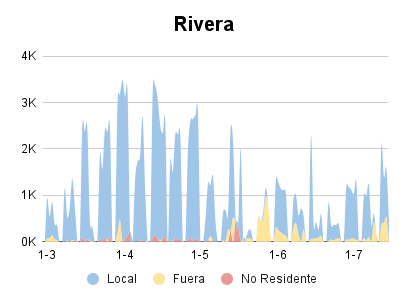 Rivera
4K
3K
2K
1K
0K
1-3 1-4 1-5 1-6 1-7
Local Fuera No Residente